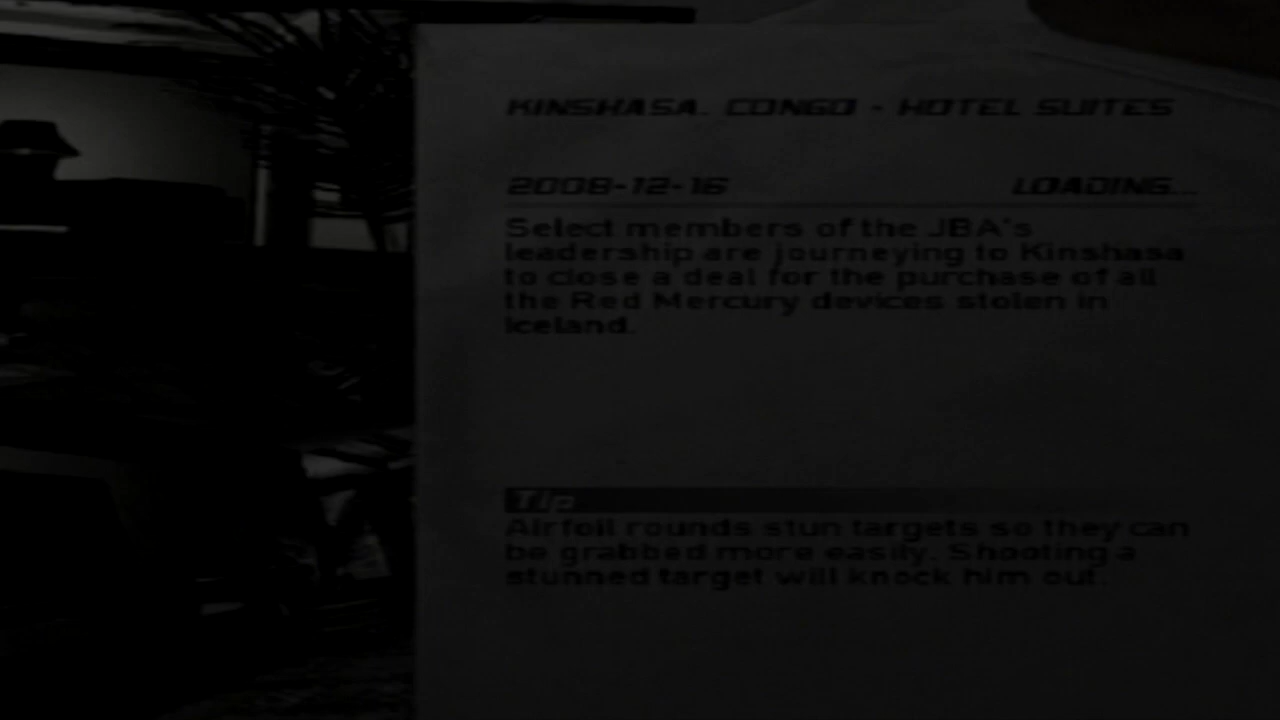 KINSHASA. CONGO - HOTEL SUITES
2008-12-16 LOADING...
Select members of the JBA's
leadership are journeying to Kinshasa
to close a deal for the purchase of all
the Red Mercury devices stolen in
Iceland.
Tip
Airfoil rounds stun targets so they can
be grabbed more easily. Shooting a
stunned target will knock him out.